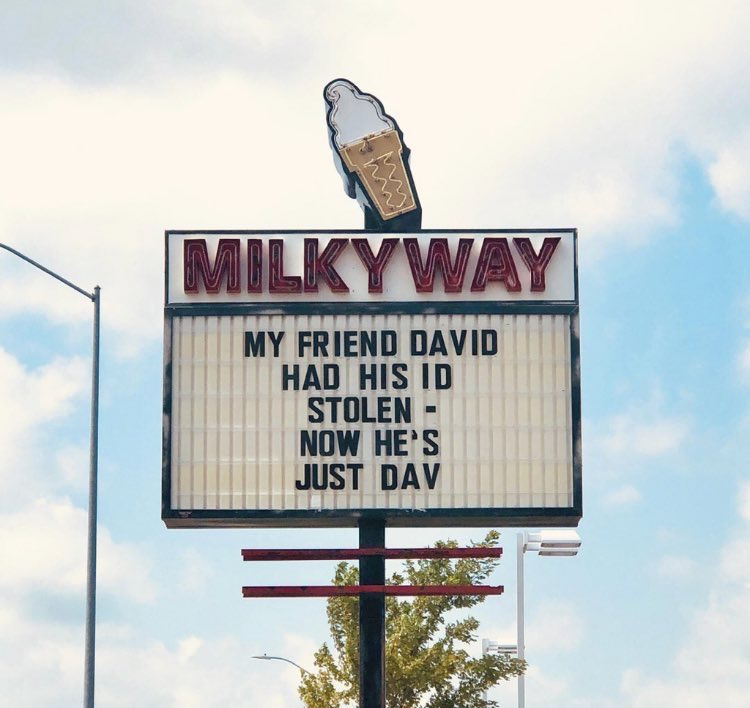 MILKYWAY
MY FRIEND DAVID
HAD HIS ID
STOLEN -
NOW HE'S
JUST DAV